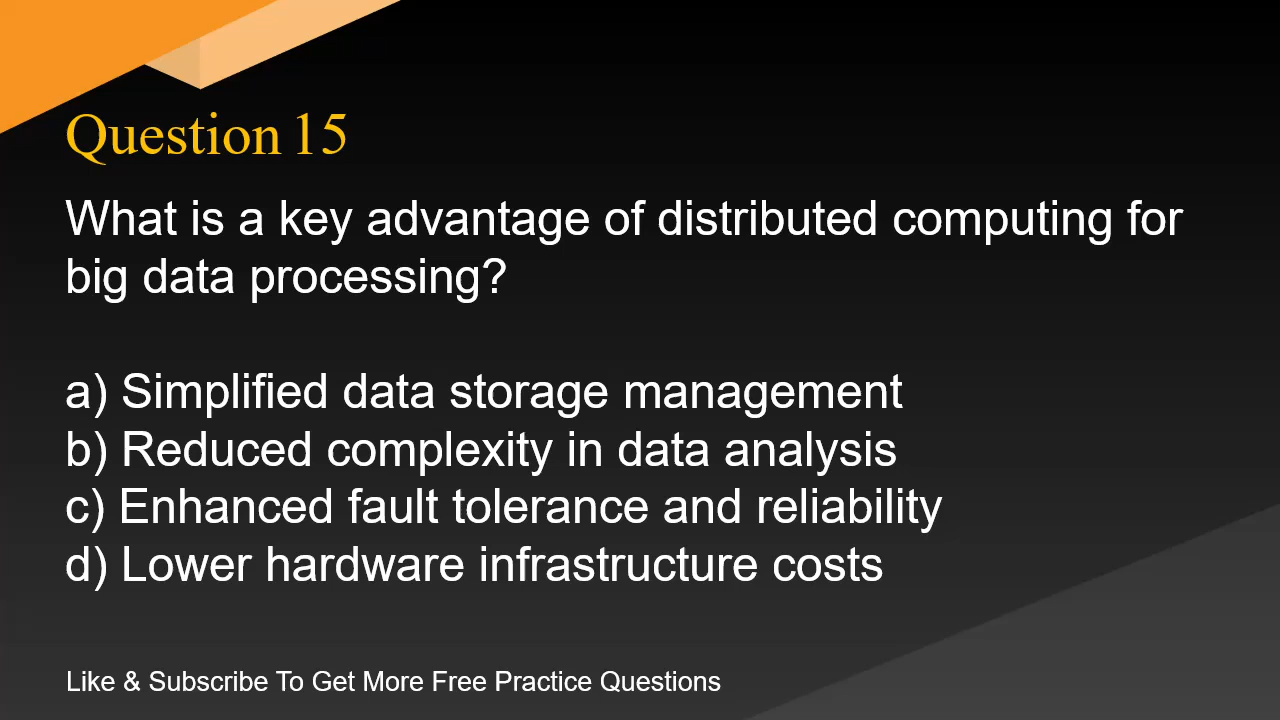 Question 15
What is a key advantage of distributed computing for
big data processing?
a) Simplified data storage management
b) Reduced complexity in data analysis
c) Enhanced fault tolerance and reliability
d) Lower hardware infrastructure costs
Like & Subscribe To Get More Free Practice Questions